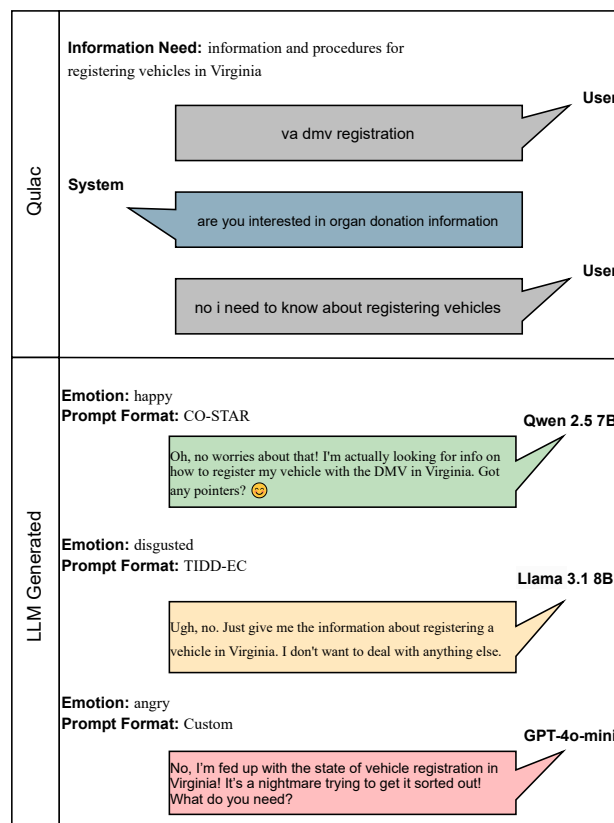 Qulac
Information Need: information and procedures for
registering vehicles in Virginia
User
va dmv registration
System
are you interested in organ donation information
User
no i need to know about registering vehicles
LLM Generated
Emotion: happy
Prompt Format: CO-STAR
Qwen 2.5 7B
Oh, no worries about that! I'm actually looking for info on
how to register my vehicle with the DMV in Virginia. Got
any pointers? 😊
Emotion: disgusted
Prompt Format: TIDD-EC
Llama 3.1 8B
Ugh, no. Just give me the information about registering a
vehicle in Virginia. I don't want to deal with anything else.
Emotion: angry
Prompt Format: Custom
GPT-4o-mini
No, I'm fed up with the state of vehicle registration in
Virginia! It's a nightmare trying to get it sorted out!
What do you need?